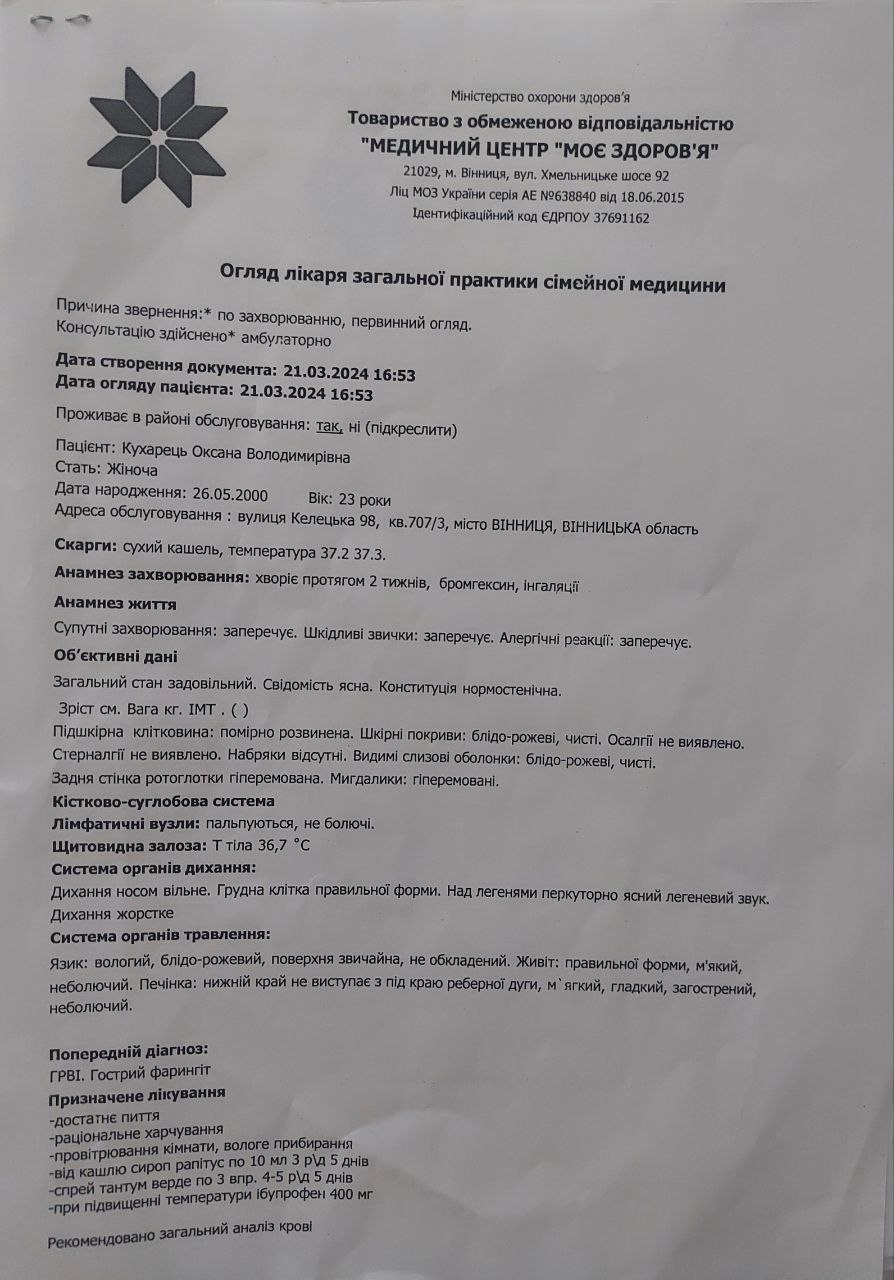 Міністерство охорони здоров'я
Товариство з обмеженою відповідальністю
"МЕДИЧНИЙ ЦЕНТР "МОЄ ЗДОРОВ'Я"
21029, м. Вінниця, вул. Хмельницьке шосе 92
Ліц МОЗ України серія АЕ №638840 від 18.06.2015
Ідентифікаційний код ЄДРПОУ 37691162
Огляд лікаря загальної практики сімейної медицини
Причина звернення:* по захворюванню, первинний огляд.
Консультацію здійснено* амбулаторно
Дата створення документа: 21.03.2024 16:53
Дата огляду пацієнта: 21.03.2024 16:53
Проживає в районі обслуговування: так, ні (підкреслити)
Пацієнт: Кухарець Оксана Володимирівна
Стать: Жіноча
Дата народження: 26.05.2000 Вік: 23 роки
Адреса обслуговування : вулиця Келецька 98, кв.707/3, місто ВІННИЦЯ, ВІННИЦЬКА область
Скарги: сухий кашель, температура 37.2 37.3.
Анамнез захворювання: хворіє протягом 2 тижнів, бромгексин, інгаляції
Анамнез життя
Супутні захворювання: заперечує. Шкідливі звички: заперечує. Алергічні реакції: заперечує.
Об'єктивні дані
Загальний стан задовільний. Свідомість ясна. Конституція нормостенічна.
Зріст см. Вага кг. ІМТ . ( )
Підшкірна клітковина: помірно розвинена. Шкірні покриви: блідо-рожеві, чисті. Осалгії не виявлено.
Стерналгії не виявлено. Набряки відсутні. Видимі слизові оболонки: блідо-рожеві, чисті.
Задня стінка ротоглотки гіперемована. Мигдалики: гіперемовані.
Кістково-суглобова система
Лімфатичні вузли: пальпуються, не болючі.
Щитовидна залоза: Т тіла 36,7 °C
Система органів дихання:
Дихання носом вільне. Грудна клітка правильної форми. Над легенями перкуторно ясний легеневий звук.
Дихання жорстке
Система органів травлення:
Язик: вологий, блідо-рожевий, поверхня звичайна, не обкладений. Живіт: правильної форми, м'який,
неболючий. Печінка: нижній край не виступає з під краю реберної дуги, м`ягкий, гладкий, загострений,
неболючий.
Попередній діагноз:
ГРВІ. Гострий фарингіт
Призначене лікування
-достатнє пиття
-раціональне харчування
-провітрювання кімнати, вологе прибирання
-від кашлю сироп рапітус по 10 мл 3 р\д 5 днів
-спрей тантум верде по 3 впр. 4-5 р\д 5 днів
-при підвищенні температури ібупрофен 400 мг
Рекомендовано загальний аналіз крові